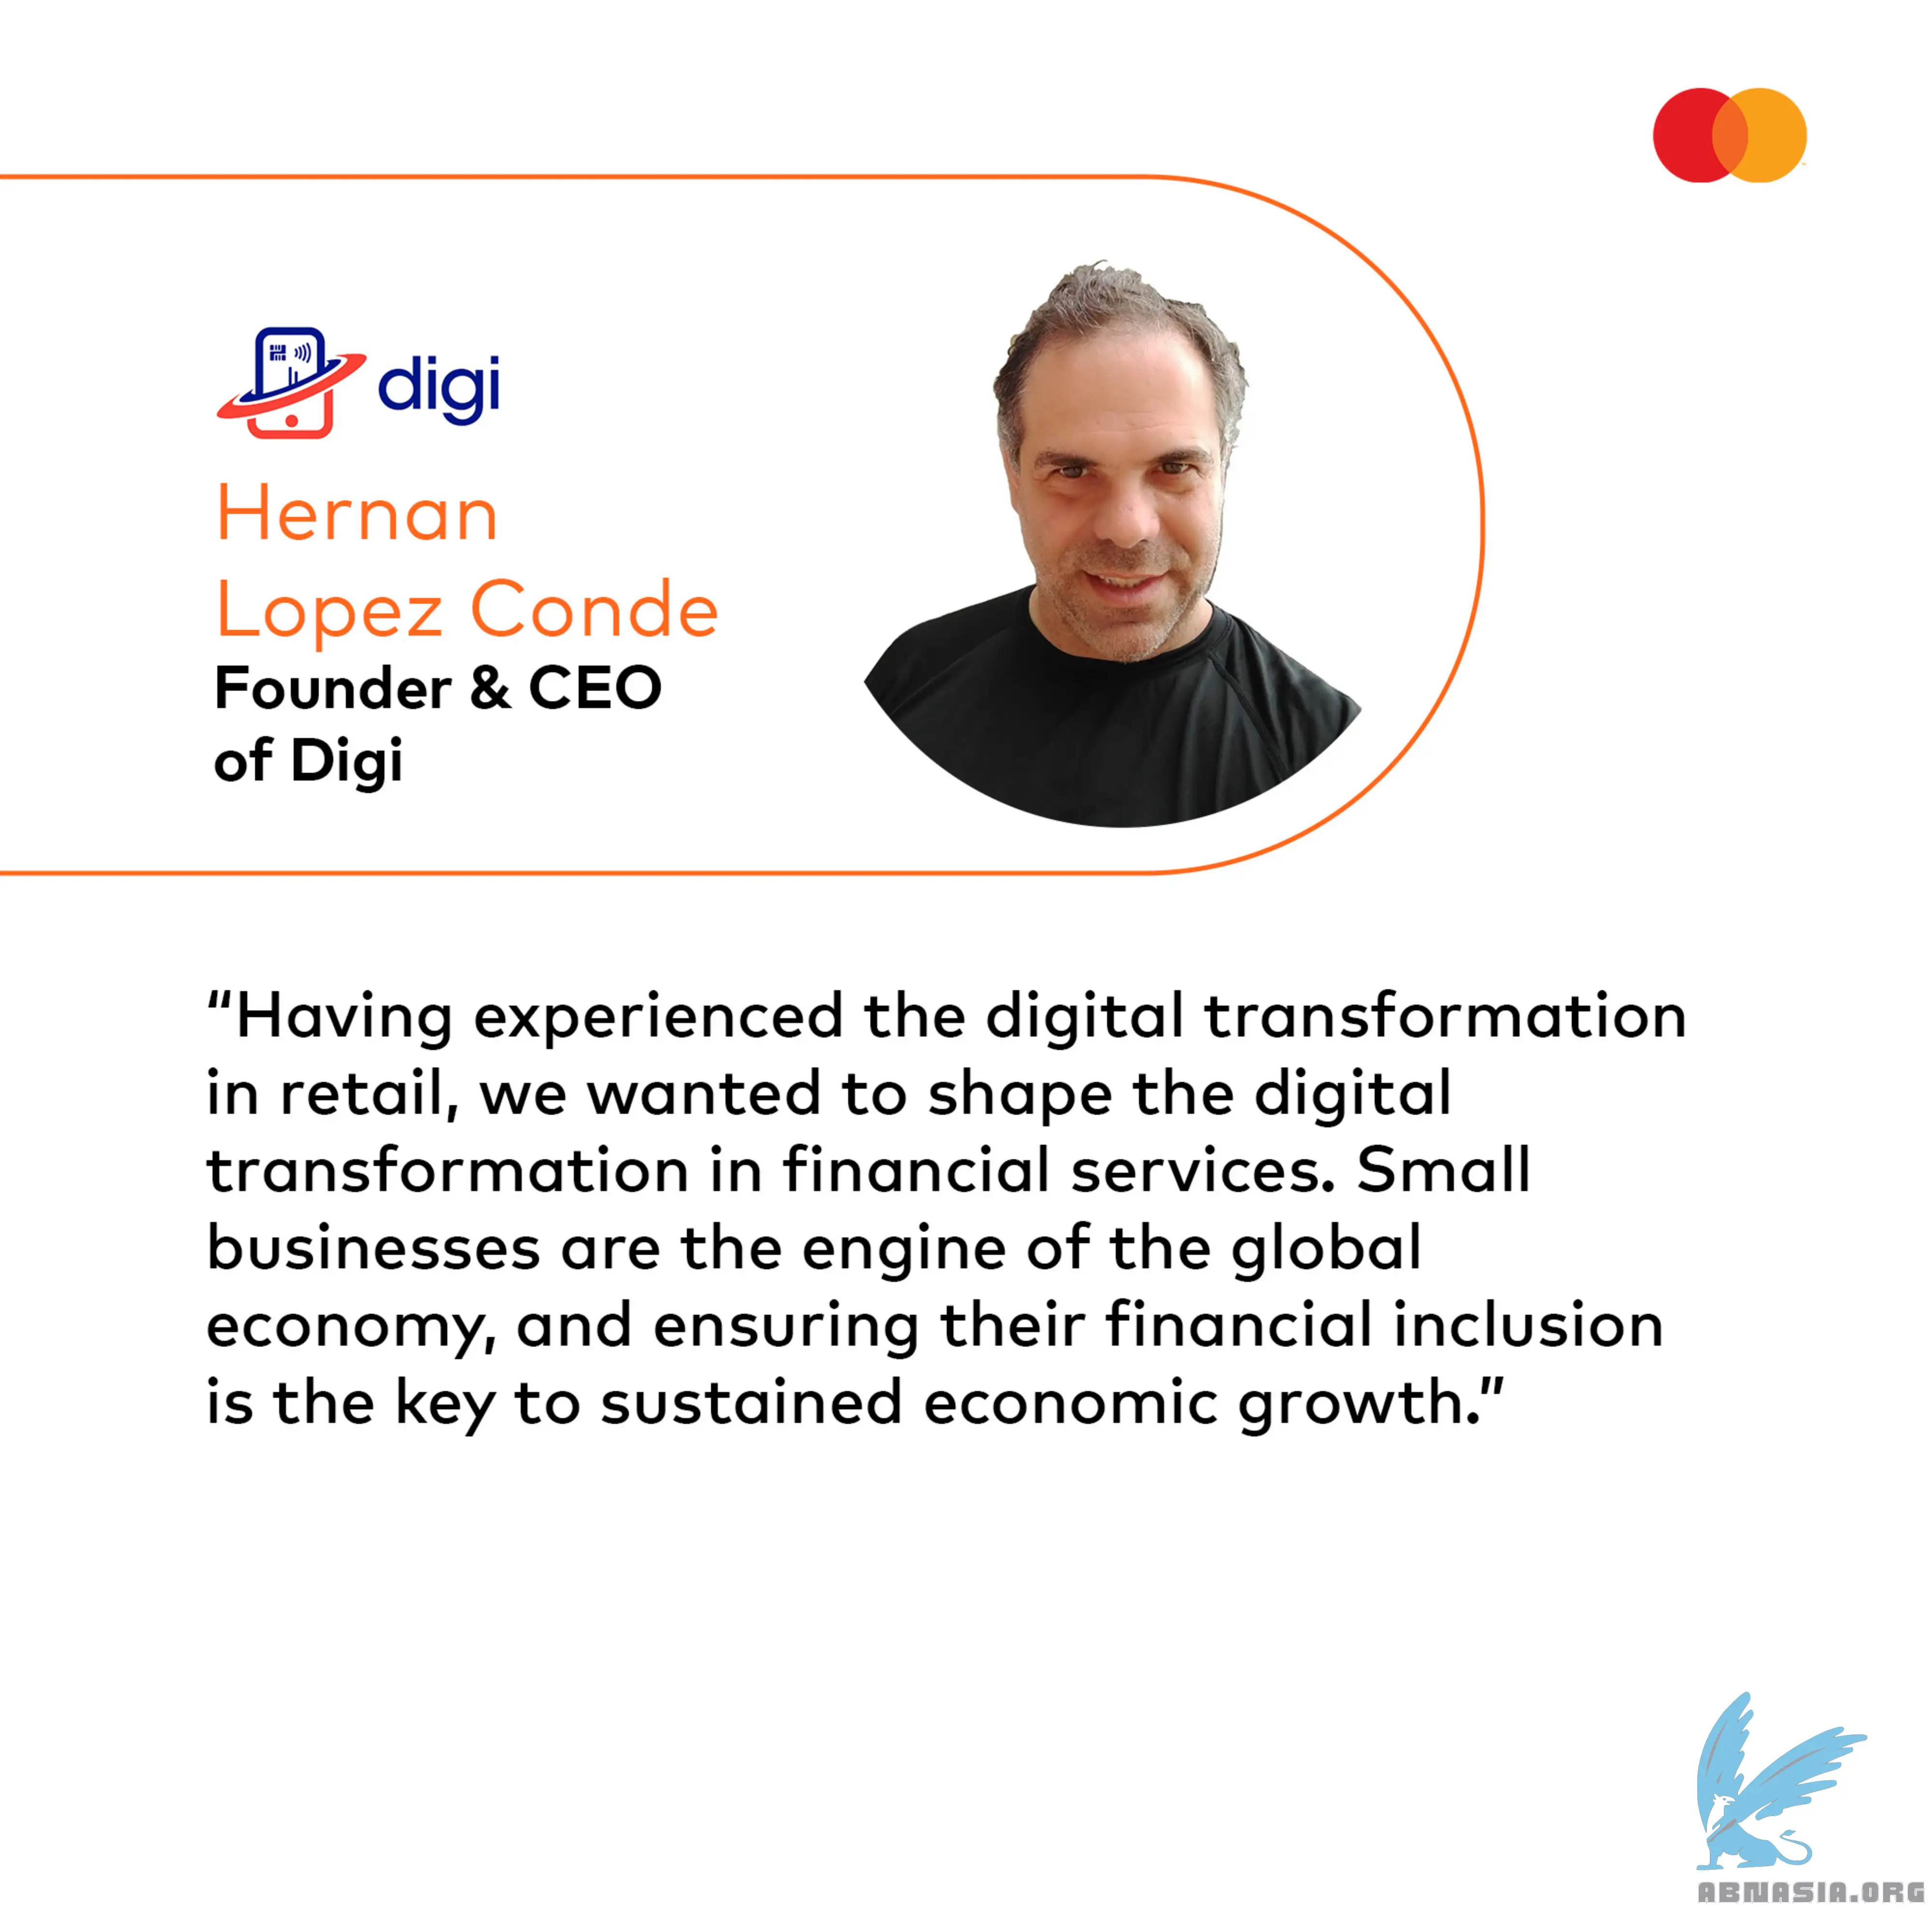 digi
Hernan
Lopez Conde
Founder & CEO
of Digi
“Having experienced the digital transformation
in retail, we wanted to shape the digital
transformation in financial services. Small
businesses are the engine of the global
economy, and ensuring their financial inclusion
is the key to sustained economic growth.”
ABNASIA.ORG